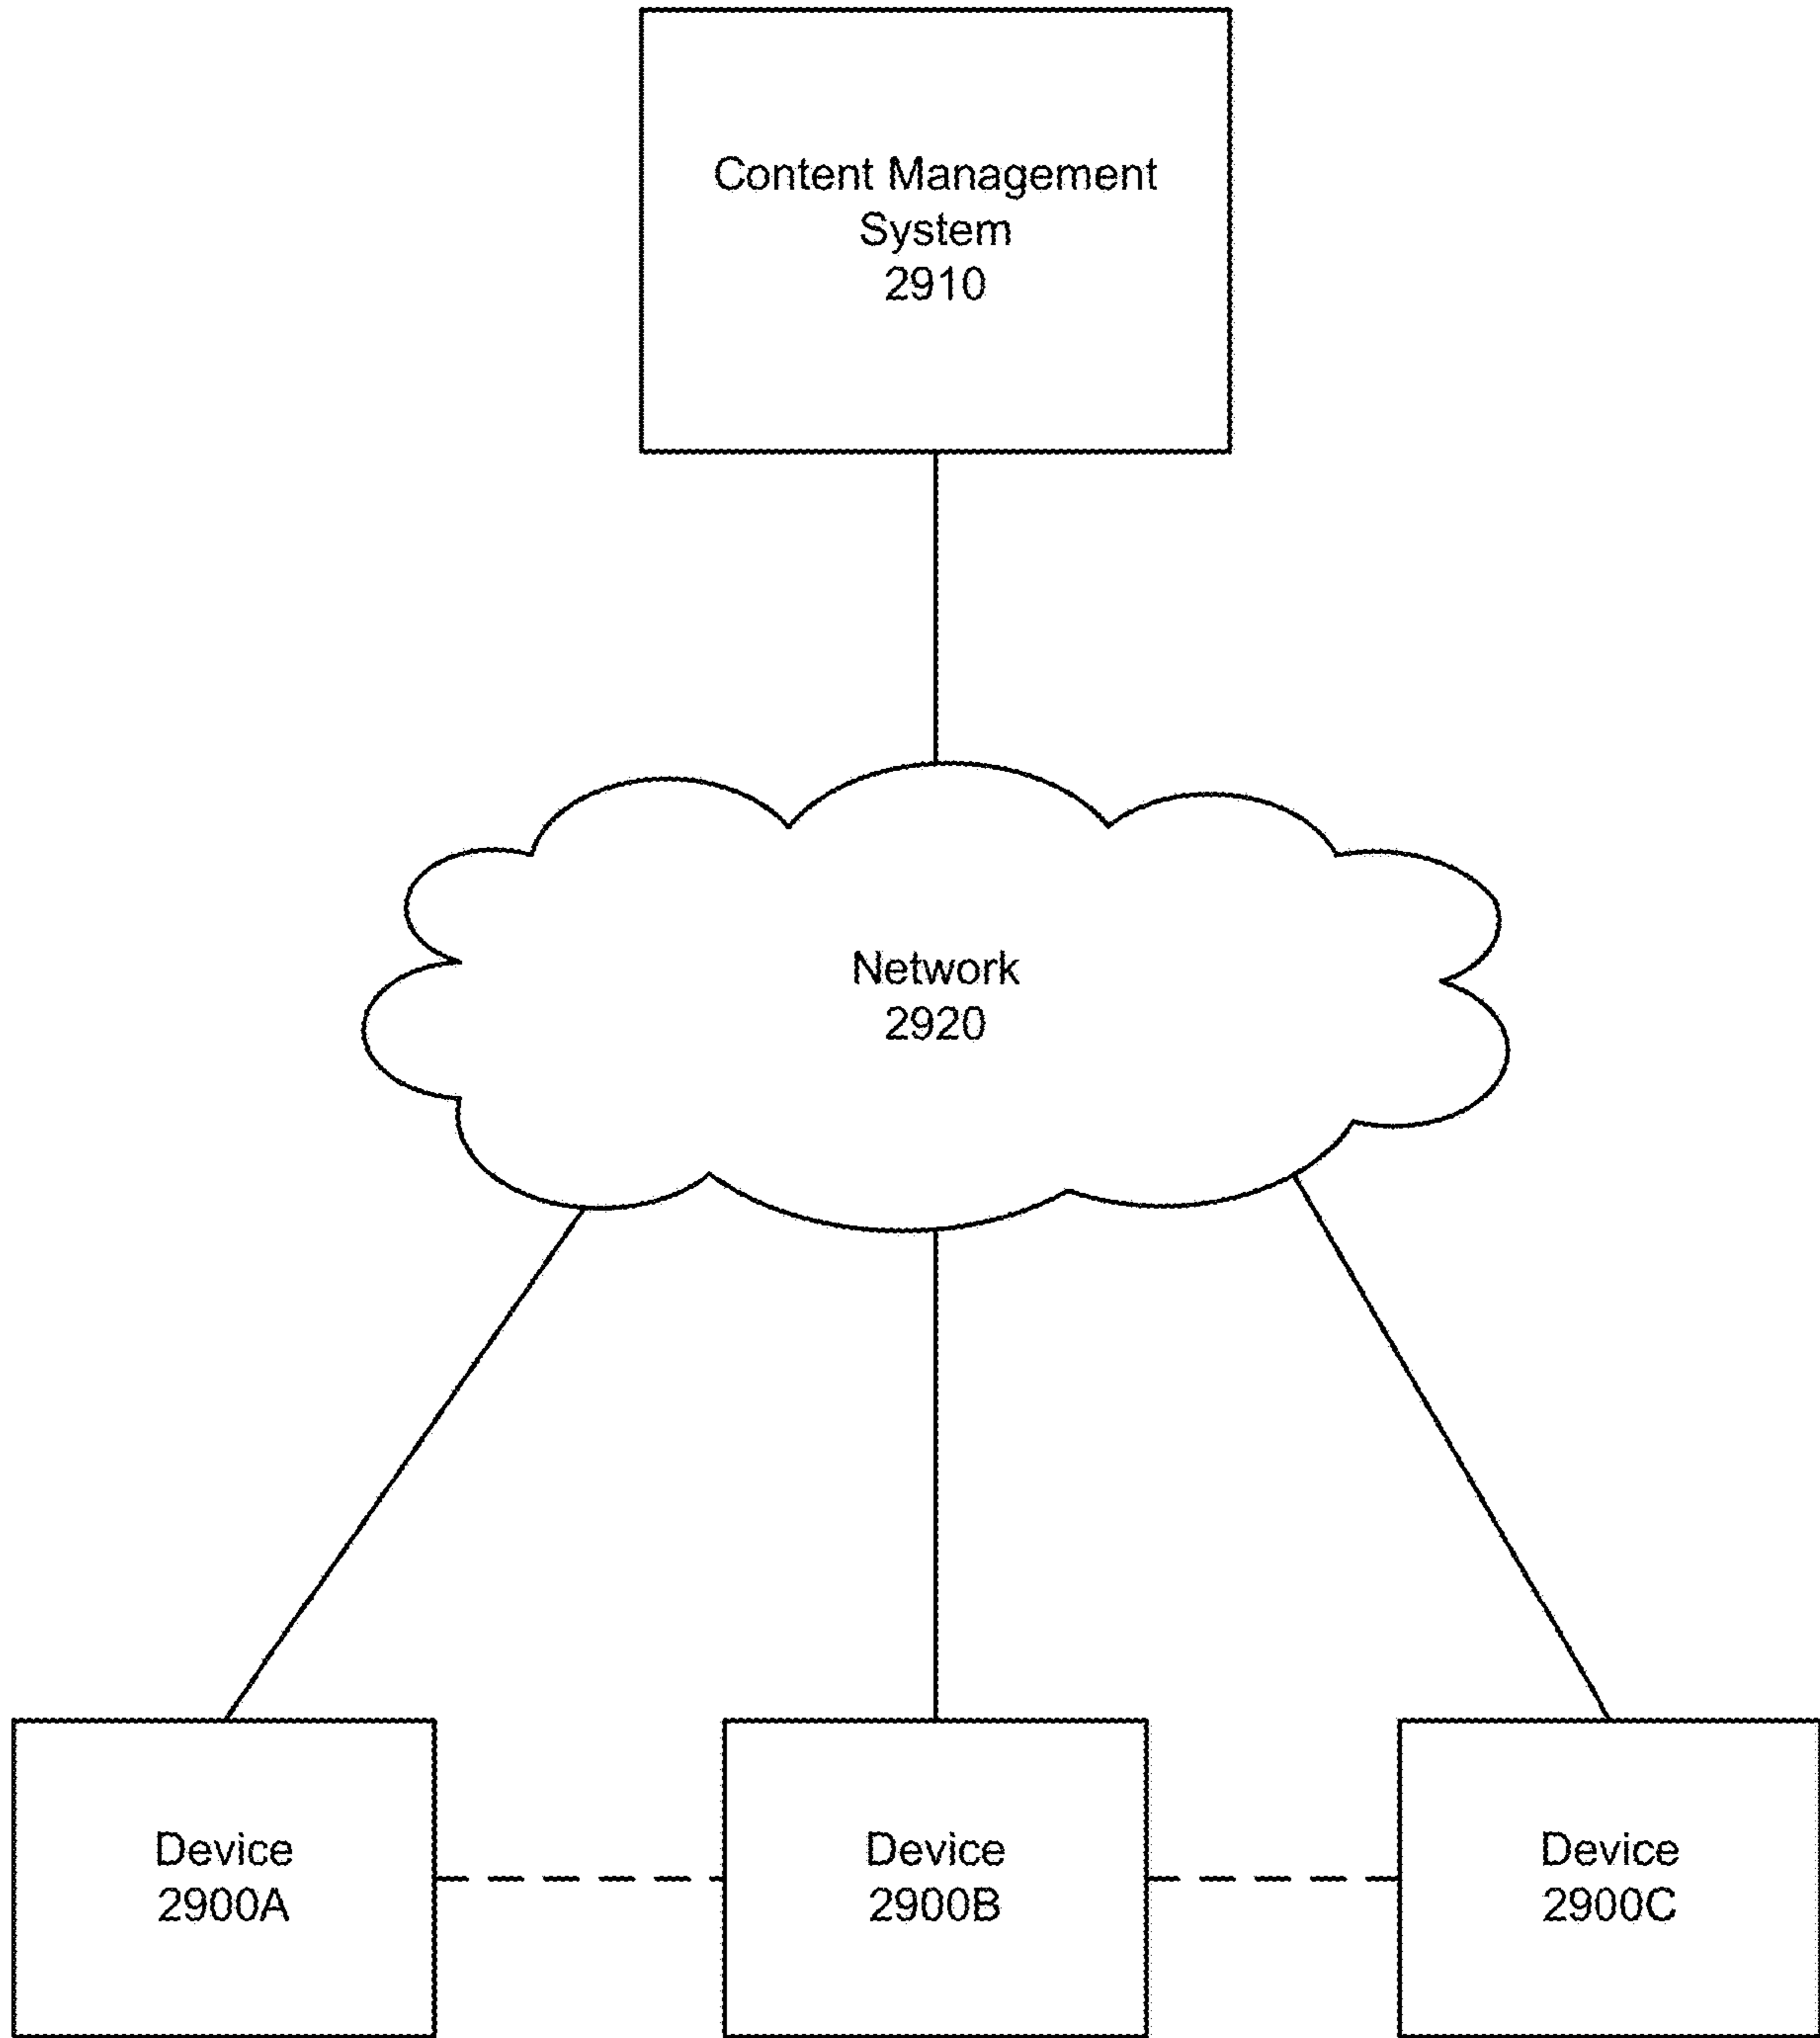 Content Management
System
2910
Network
2920
Device
2900A
Device
2900B
Device
2900C